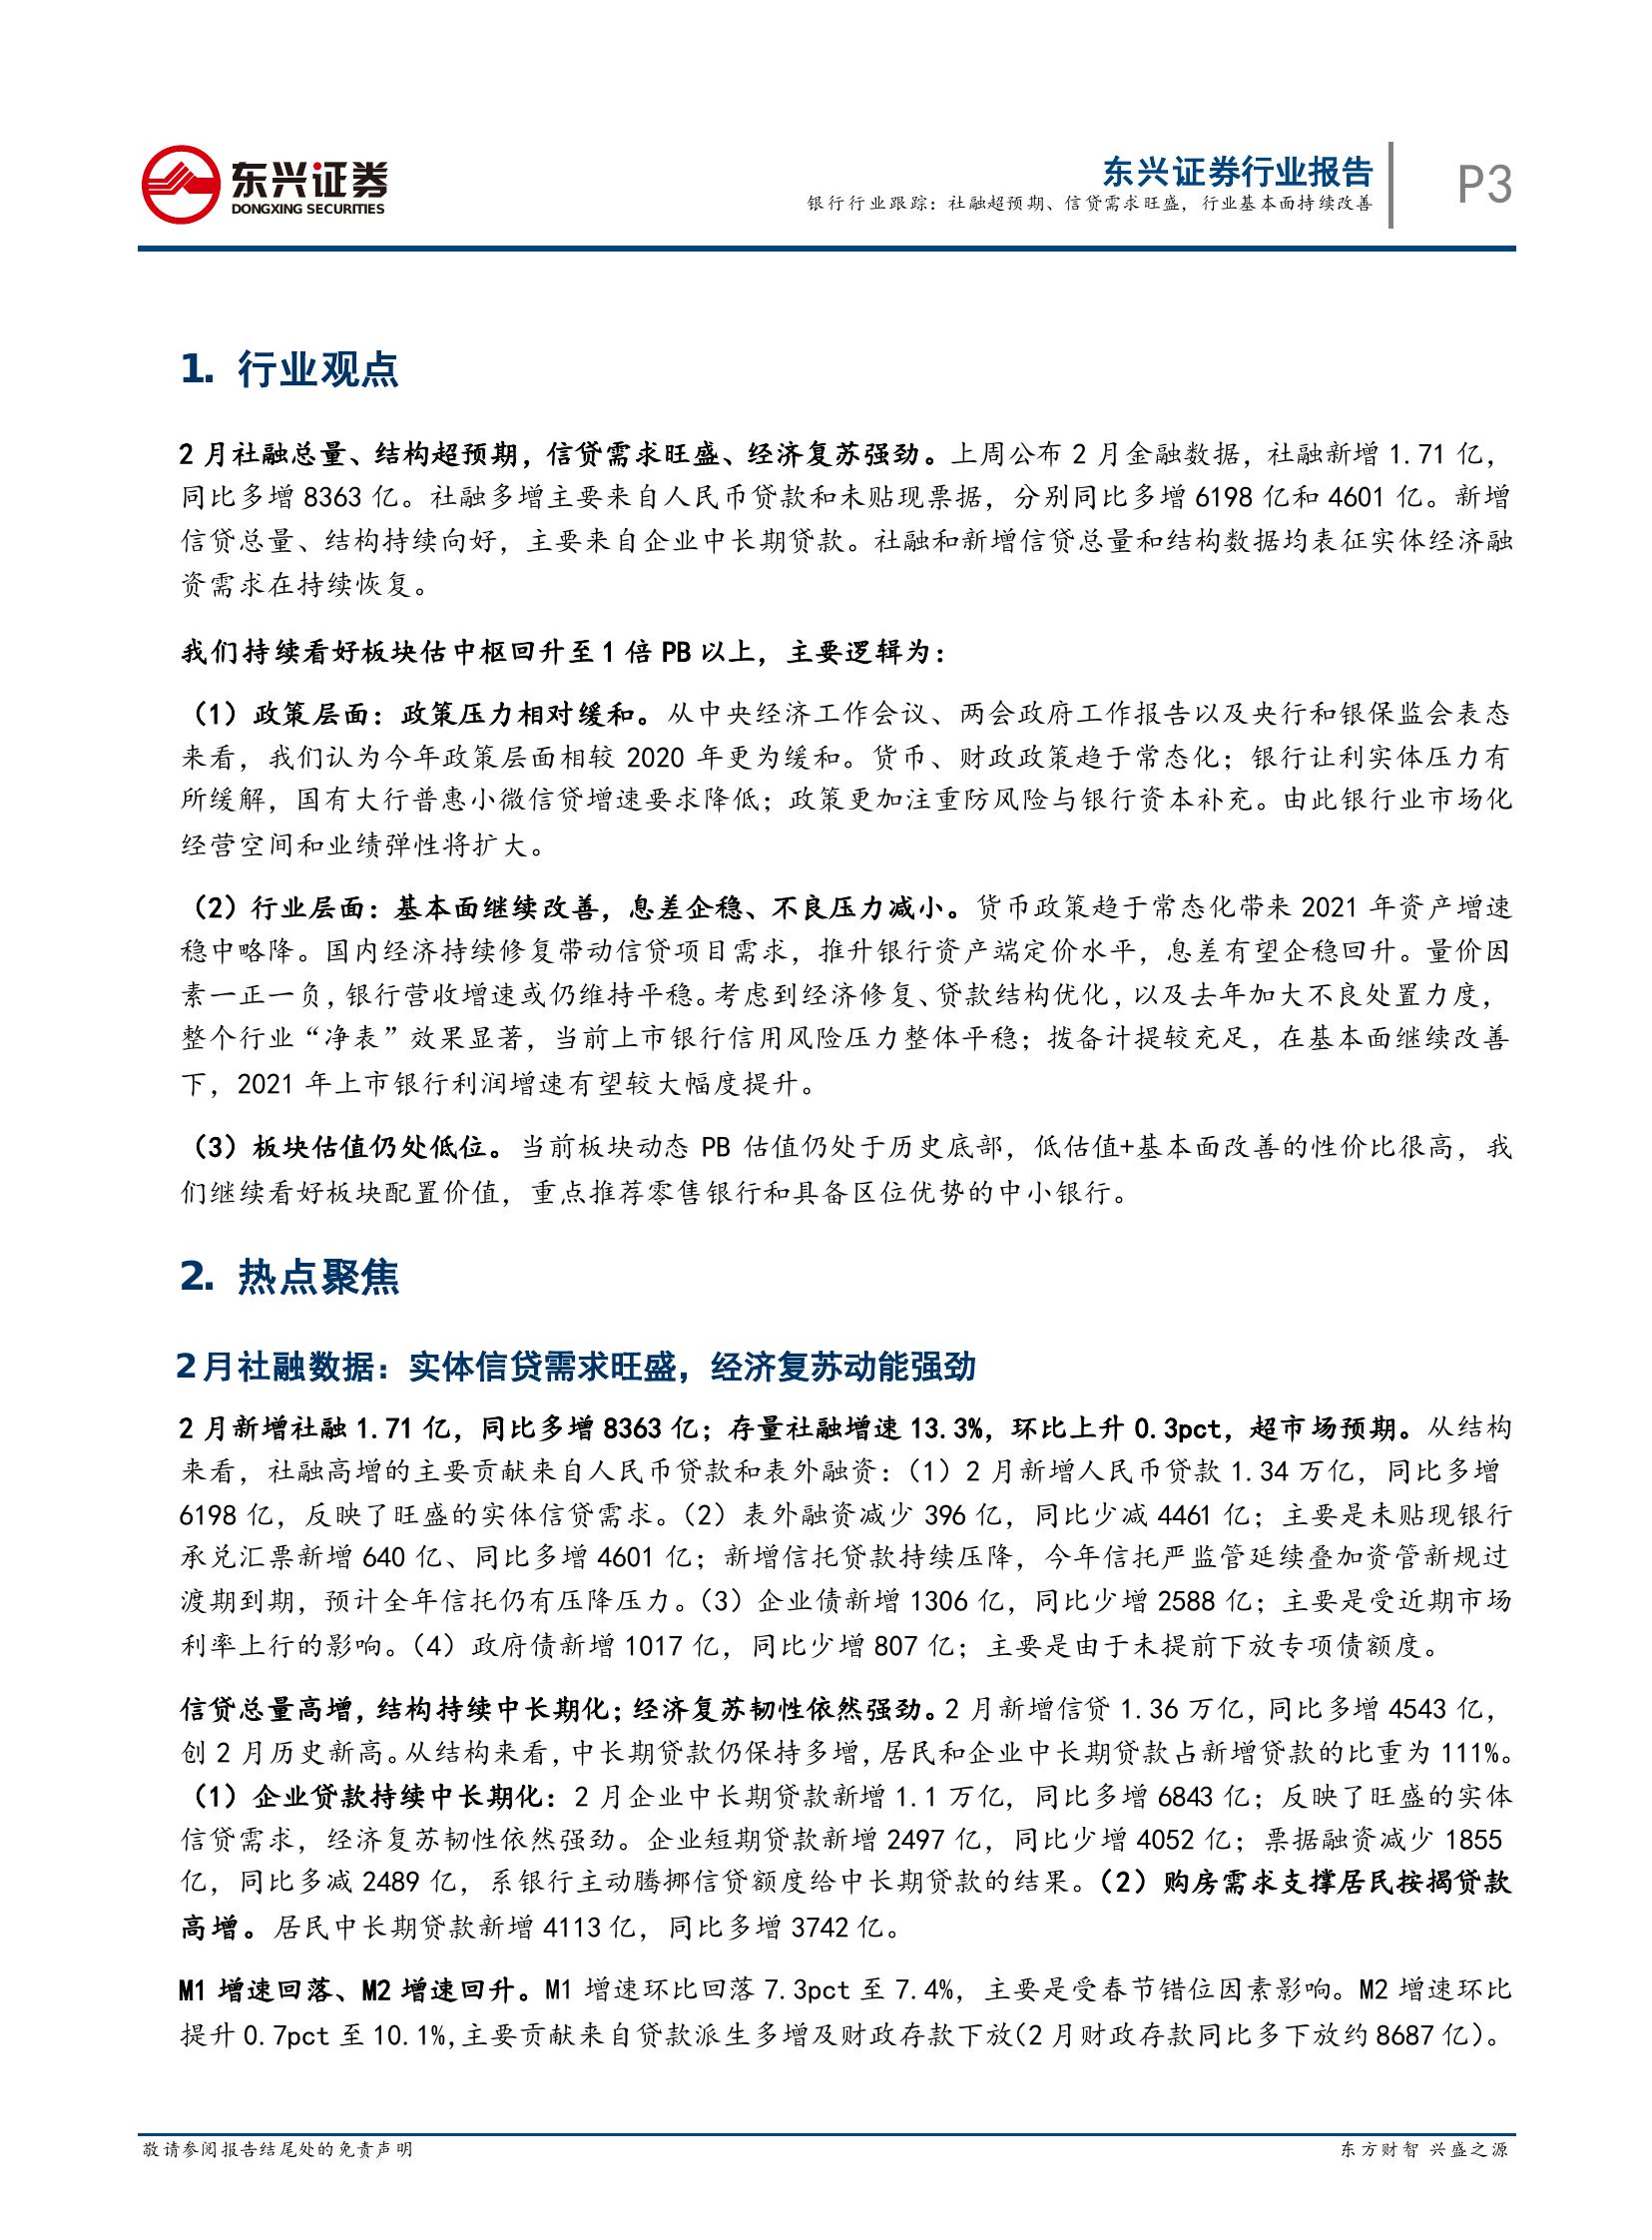 东兴证券
DONGXING SECURITIES
东兴证券行业报告
银行行业跟踪：社融超预期、信贷需求旺盛，行业基本面持续改善
P3
1. 行业观点
2 月社融总量、结构超预期，信贷需求旺盛、经济复苏强劲。上周公布 2 月金融数据，社融新增 1.71 亿，
同比多增 8363 亿。社融多增主要来自人民币贷款和未贴现票据，分别同比多增 6198 亿和 4601 亿。新增
信贷总量、结构持续向好，主要来自企业中长期贷款。社融和新增信贷总量和结构数据均表征实体经济融
资需求在持续恢复。
我们持续看好板块估中枢回升至 1 倍 PB 以上，主要逻辑为：
（1）政策层面：政策压力相对缓和。从中央经济工作会议、两会政府工作报告以及央行和银保监会表态
来看，我们认为今年政策层面相较 2020 年更为缓和。货币、财政政策趋于常态化；银行让利实体压力有
所缓解，国有大行普惠小微信贷增速要求降低；政策更加注重防风险与银行资本补充。由此银行业市场化
经营空间和业绩弹性将扩大。
（2）行业层面：基本面继续改善，息差企稳、不良压力减小。货币政策趋于常态化带来 2021 年资产增速
稳中略降。国内经济持续修复带动信贷项目需求，推升银行资产端定价水平，息差有望企稳回升。量价因
素一正一负，银行营收增速或仍维持平稳。考虑到经济修复、贷款结构优化，以及去年加大不良处置力度，
整个行业“净表”效果显著，当前上市银行信用风险压力整体平稳；拨备计提较充足，在基本面继续改善
下，2021 年上市银行利润增速有望较大幅度提升。
（3）板块估值仍处低位。当前板块动态 PB 估值仍处于历史底部，低估值+基本面改善的性价比很高，我
们继续看好板块配置价值，重点推荐零售银行和具备区位优势的中小银行。
2. 热点聚焦
2 月社融数据：实体信贷需求旺盛，经济复苏动能强劲
2 月新增社融 1.71 亿，同比多增 8363 亿；存量社融增速 13.3%，环比上升 0.3pct，超市场预期。从结构
来看，社融高增的主要贡献来自人民币贷款和表外融资：（1）2 月新增人民币贷款 1.34 万亿，同比多增
6198 亿，反映了旺盛的实体信贷需求。（2）表外融资减少 396 亿，同比少减 4461 亿；主要是未贴现银行
承兑汇票新增 640 亿、同比多增 4601 亿；新增信托贷款持续压降，今年信托严监管延续叠加资管新规过
渡期到期，预计全年信托仍有压降压力。（3）企业债新增 1306 亿，同比少增 2588 亿；主要是受近期市场
利率上行的影响。（4）政府债新增 1017 亿，同比少增 807 亿；主要是由于未提前下放专项债额度。
信贷总量高增，结构持续中长期化；经济复苏韧性依然强劲。2 月新增信贷 1.36 万亿，同比多增 4543 亿，
创 2 月历史新高。从结构来看，中长期贷款仍保持多增，居民和企业中长期贷款占新增贷款的比重为 111%。
（1）企业贷款持续中长期化：2 月企业中长期贷款新增 1.1 万亿，同比多增 6843 亿；反映了旺盛的实体
信贷需求，经济复苏韧性依然强劲。企业短期贷款新增 2497 亿，同比少增 4052 亿；票据融资减少 1855
亿，同比多减 2489 亿，系银行主动腾挪信贷额度给中长期贷款的结果。（2）购房需求支撑居民按揭贷款
高增。居民中长期贷款新增 4113 亿，同比多增 3742 亿。
M1 增速回落、M2 增速回升。M1 增速环比回落 7.3pct 至 7.4%，主要是受春节错位因素影响。M2 增速环比
提升 0.7pct 至 10.1%,主要贡献来自贷款派生多增及财政存款下放(2 月财政存款同比多下放约 8687 亿)。
敬请参阅报告结尾处的免责声明
东方财智 兴盛之源